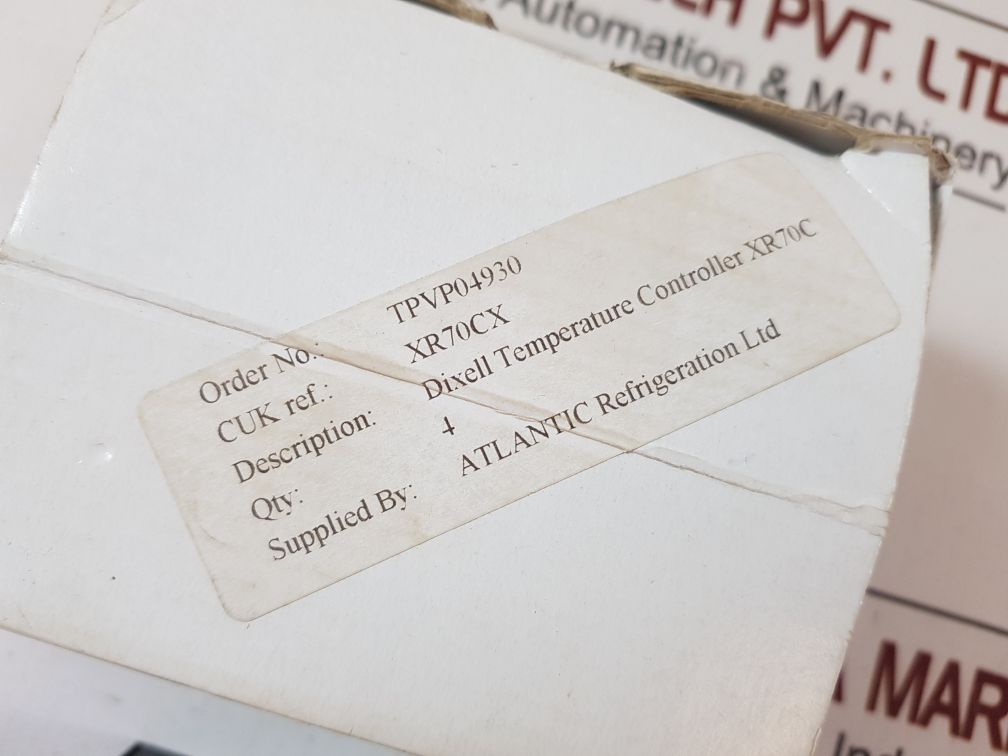 PVT. LTD
Automation & Machinery
Order No.: TPVP04930
CUK ref.: XR70CX
Description: Dixell Temperature Controller XR70C
Qty: 4
Supplied By: ATLANTIC Refrigeration Ltd